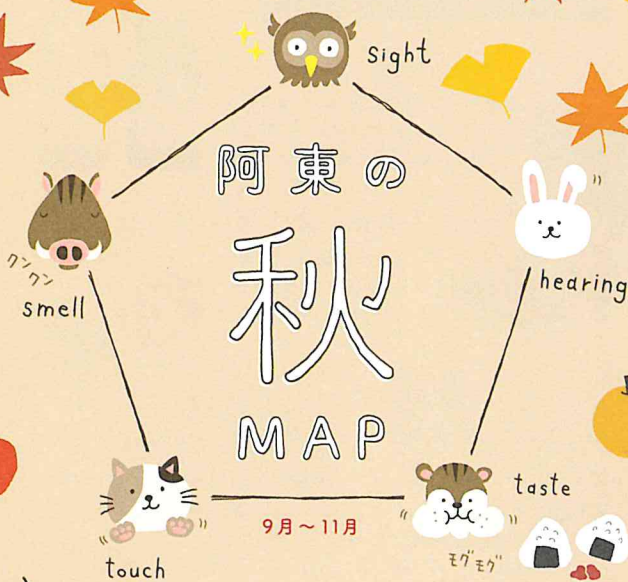 sight
阿東の
秋
MAP
hearing
クンクン
smell
taste
モグモグ
touch
9月～11月